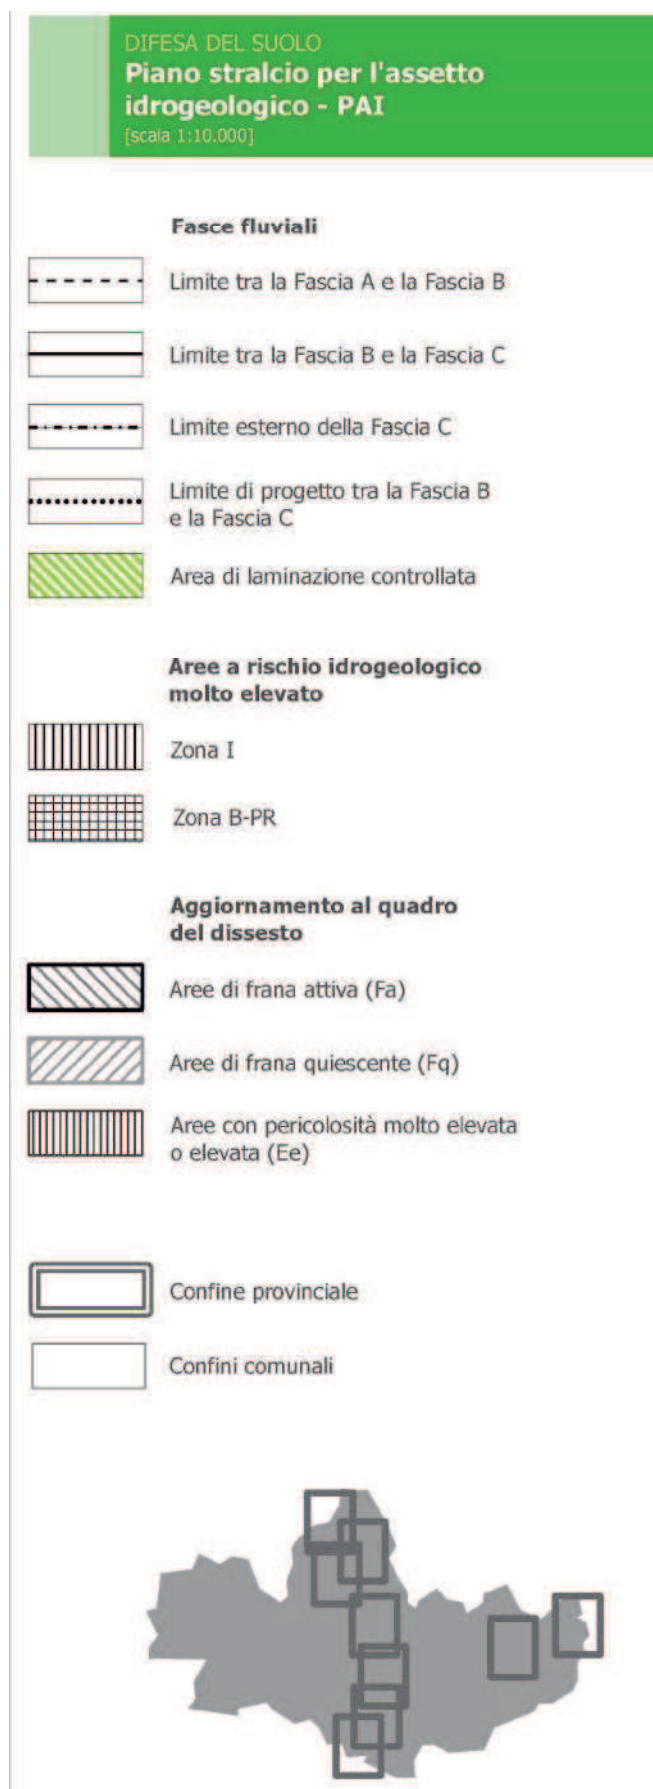 DIFESA DEL SUOLO
Piano stralcio per l'assetto
idrogeologico - PAI
[scala 1:10.000]
Fasce fluviali
Limite tra la Fascia A e la Fascia B
Limite tra la Fascia B e la Fascia C
Limite esterno della Fascia C
Limite di progetto tra la Fascia B
e la Fascia C
Area di laminazione controllata
Aree a rischio idrogeologico
molto elevato
Zona I
Zona B-PR
Aggiornamento al quadro
del dissesto
Aree di frana attiva (Fa)
Aree di frana quiescente (Fq)
Aree con pericolosità molto elevata
o elevata (Ee)
Confine provinciale
Confini comunali